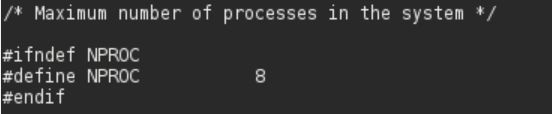 /* Maximum number of processes in the system */
#ifndef NPROC
#define NPROC 8
#endif